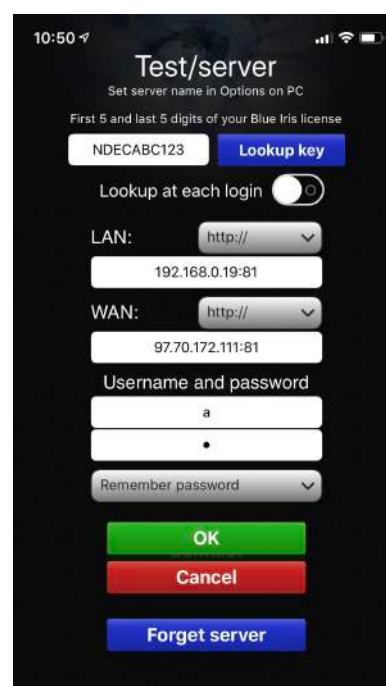 10:50
Test/server
Set server name in Options on PC
First 5 and last 5 digits of your Blue Iris license
NDECABC123 Lookup key
Lookup at each login
LAN: http://
192.168.0.19:81
WAN: http://
97.70.172.111:81
Username and password
a
•
Remember password
OK
Cancel
Forget server